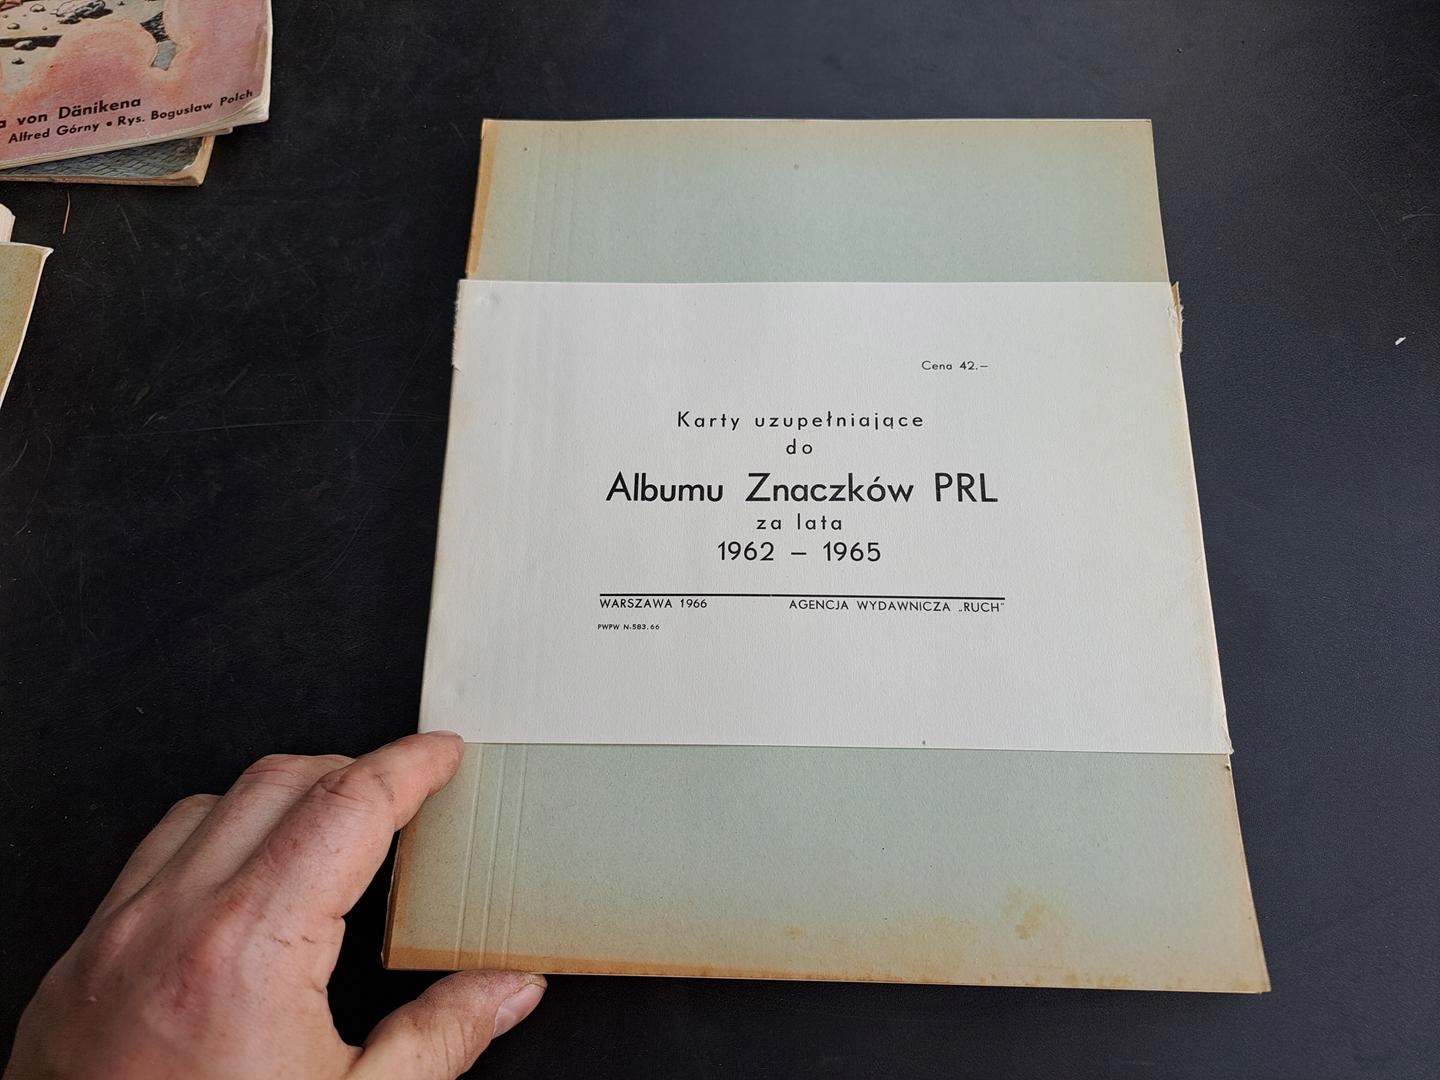 von Dänikena
Alfred Górny • Rys. Bogusław Polch
Cena 42.–
Karty uzupełniające
do
Albumu Znaczków PRL
za lata
1962 – 1965
WARSZAWA 1966 AGENCJA WYDAWNICZA „RUCH"
PWPW N-583.66